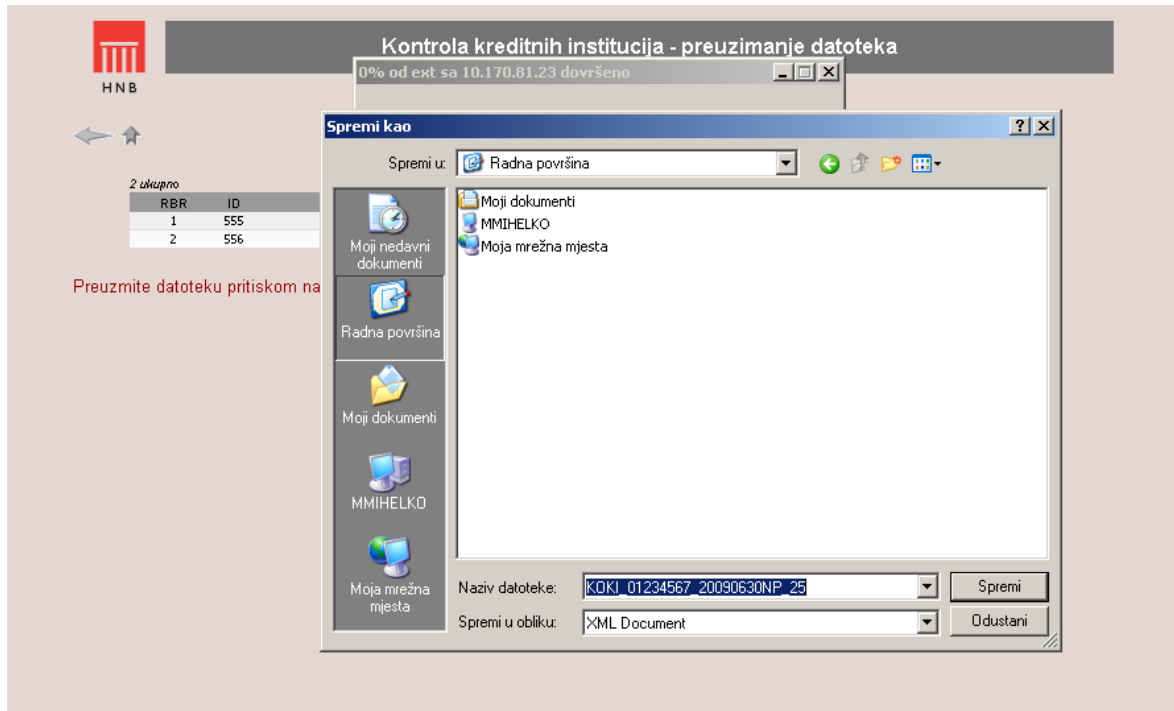 Kontrola kreditnih institucija - preuzimanje datoteka
HNB
0% od ext sa 10.170.81.23 dovršeno
Spremi kao
Spremi u:
Radna površina
2 ukupno
RBR ID
1 555
2 556
Preuzmite datoteku pritiskom na
Moji nedavni
dokumenti
Radna površina
Moji dokumenti
MMIHELKO
Moja mrežna
mjesta
Moji dokumenti
MMIHELKO
Moja mrežna mjesta
Naziv datoteke:
KOKI_01234567_20090630NP_25
Spremi
Spremi u obliku:
XML Document
Odustani